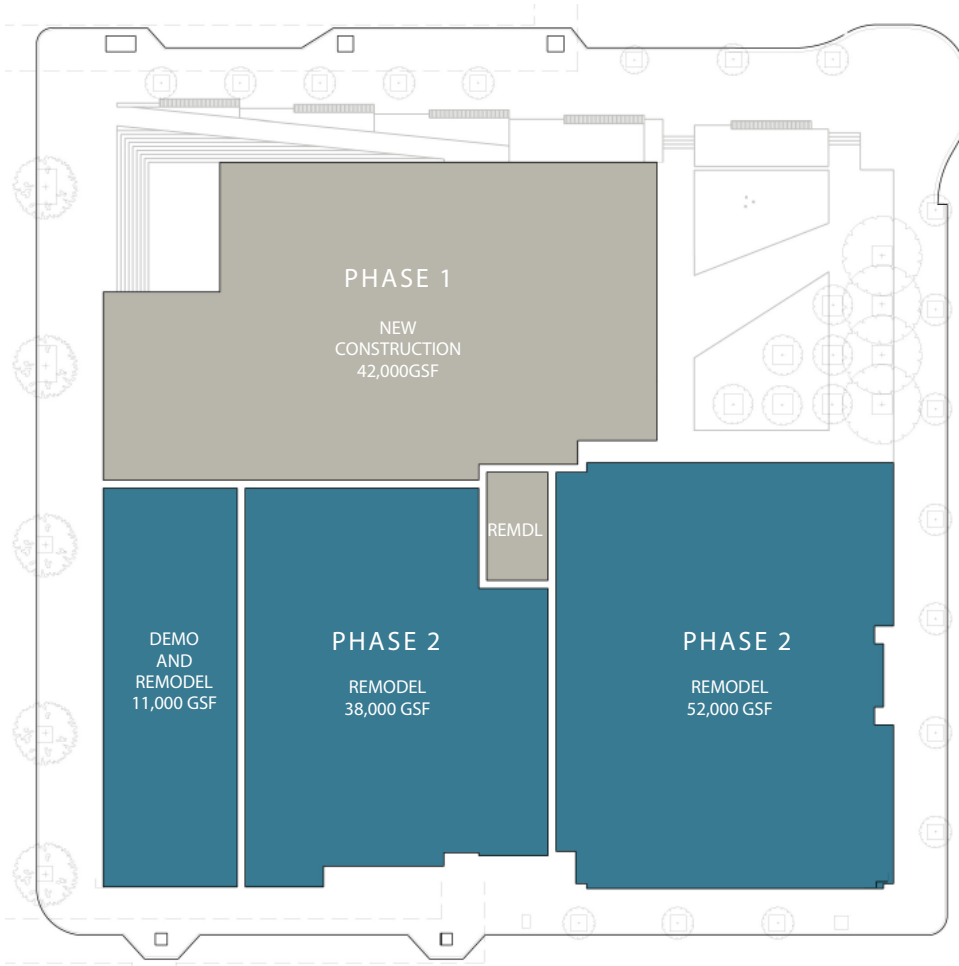 PHASE 1
NEW
CONSTRUCTION
42,000GSF
REMDL
DEMO
AND
REMODEL
11,000 GSF
PHASE 2
REMODEL
38,000 GSF
PHASE 2
REMODEL
52,000 GSF